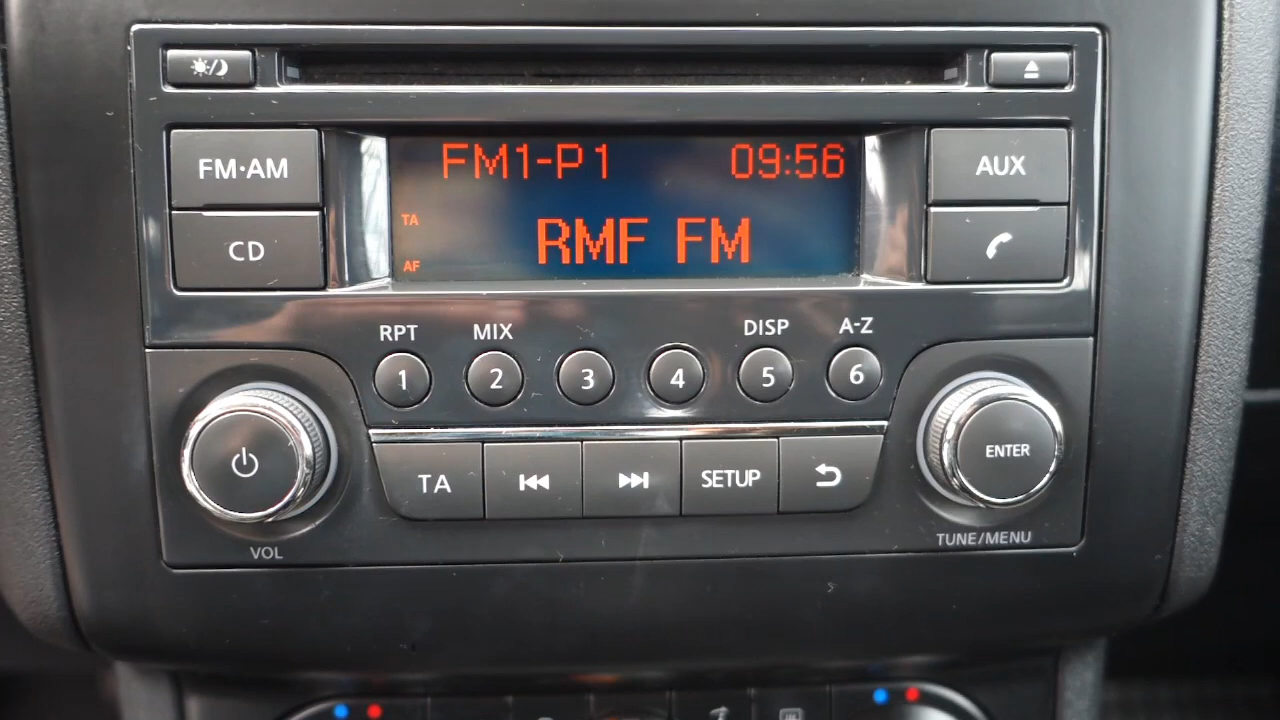 FM·AM
CD
FM1-P1 09:56
TA
RMF FM
AF
AUX
RPT MIX DISP A-Z
1 2 3 4 5 6
TA SETUP
ENTER
VOL
TUNE/MENU